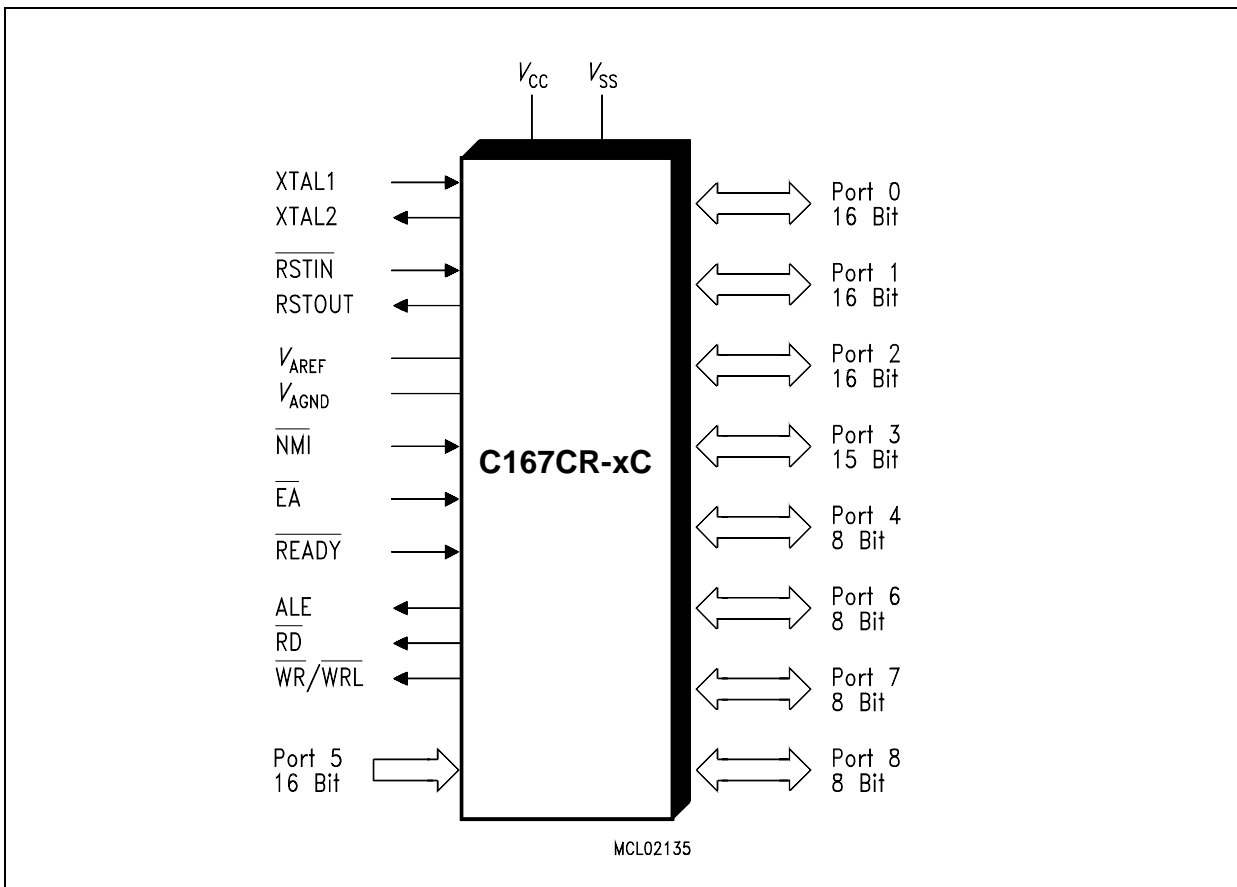 VCC VSS
XTAL1
XTAL2
RSTIN
RSTOUT
VAREF
VAGND
NMI
EA
READY
ALE
RD
WR/WRL
Port 5
16 Bit
C167CR-xC
Port 0
16 Bit
Port 1
16 Bit
Port 2
16 Bit
Port 3
15 Bit
Port 4
8 Bit
Port 6
8 Bit
Port 7
8 Bit
Port 8
8 Bit
MCL02135